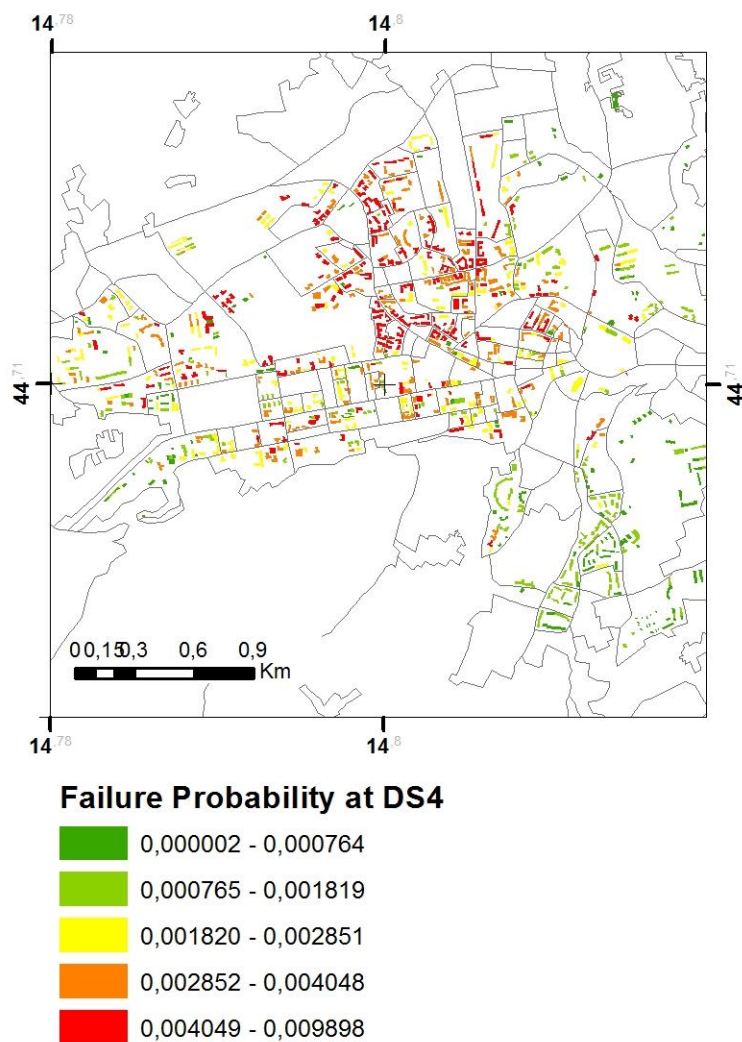 14,78 14,8
44,71 44,71
0 0,15 0,3 0,6 0,9
Km
14,78 14,8
Failure Probability at DS4
0,000002 - 0,000764
0,000765 - 0,001819
0,001820 - 0,002851
0,002852 - 0,004048
0,004049 - 0,009898